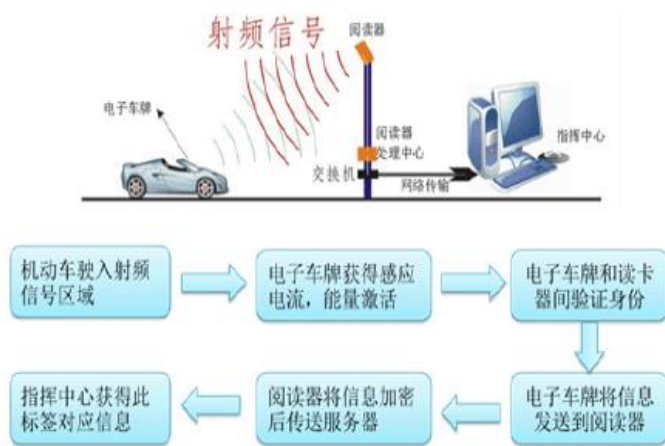 射频信号
阅读器
电子车牌
阅读器
处理中心
指挥中心
交换机
网络传输
机动车驶入射频
信号区域
电子车牌获得感应
电流，能量激活
电子车牌和读卡
器间验证身份
指挥中心获得此
标签对应信息
阅读器将信息加密
后传送服务器
电子车牌将信息
发送到阅读器